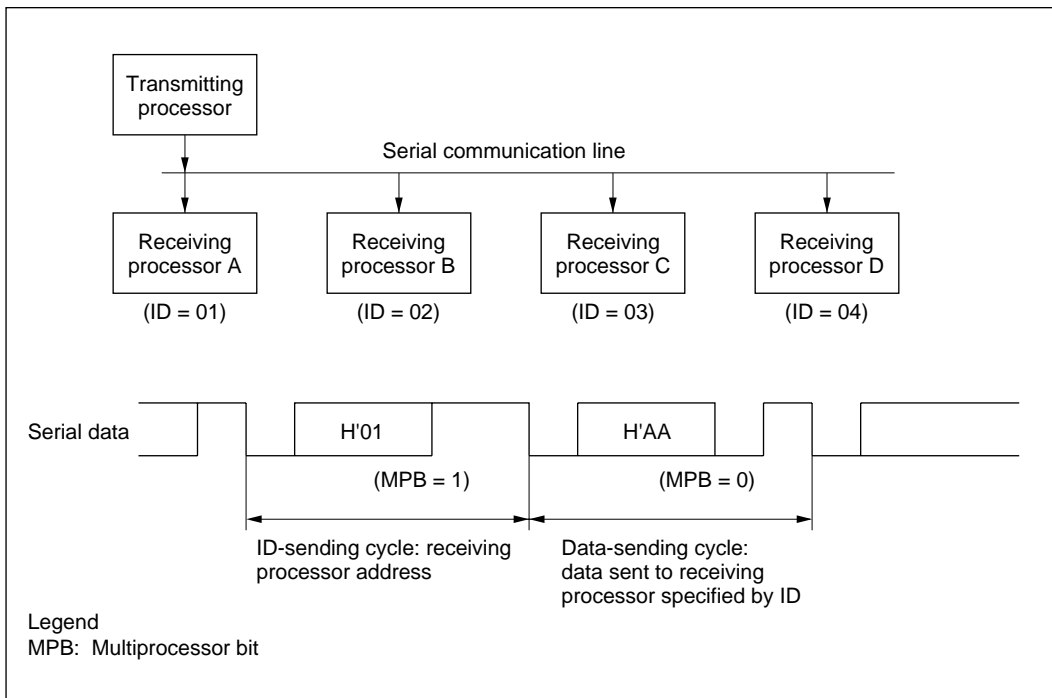 Transmitting
processor
Serial communication line
Receiving
processor A
Receiving
processor B
Receiving
processor C
Receiving
processor D
(ID = 01)
(ID = 02)
(ID = 03)
(ID = 04)
Serial data
H'01
H'AA
(MPB = 1)
(MPB = 0)
ID-sending cycle: receiving
processor address
Data-sending cycle:
data sent to receiving
processor specified by ID
Legend
MPB: Multiprocessor bit